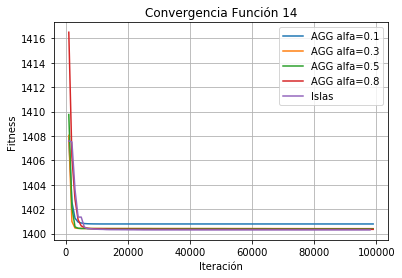 Convergencia Función 14
1416
1414
1412
1410
1408
1406
1404
1402
1400
Fitness
AGG alfa=0.1
AGG alfa=0.3
AGG alfa=0.5
AGG alfa=0.8
Islas
0 20000 40000 60000 80000 100000
Iteración